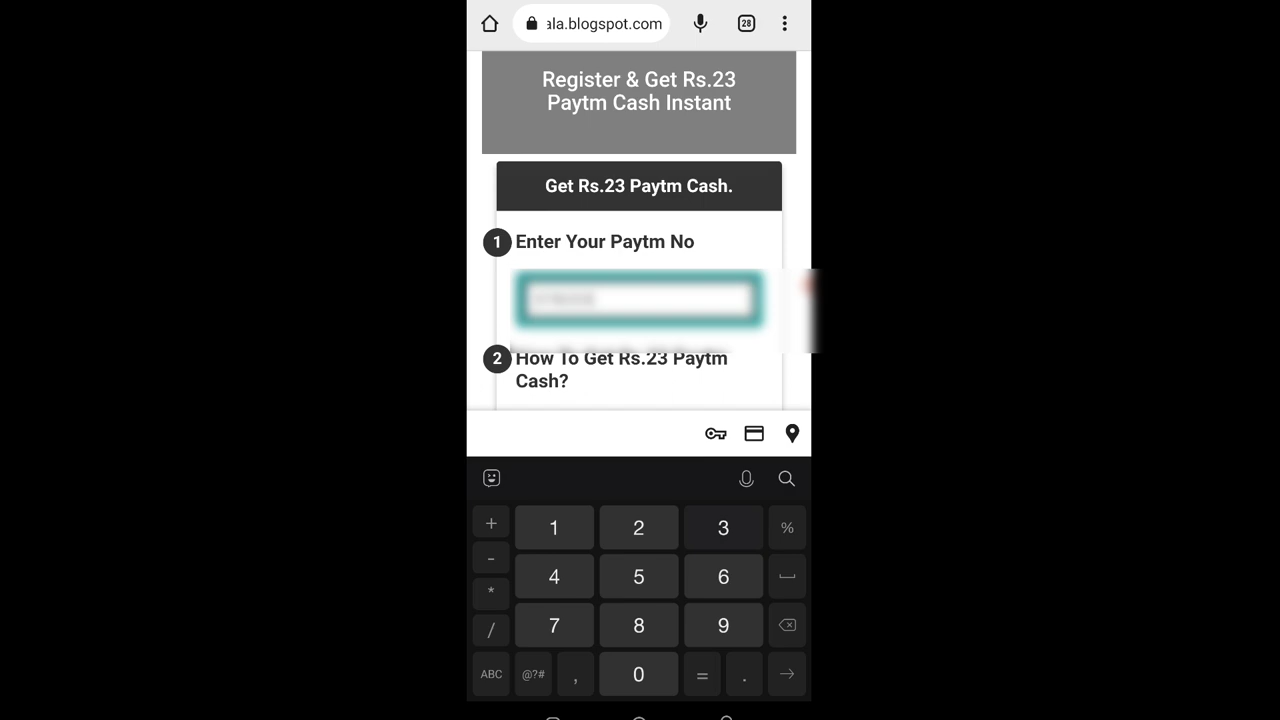 ala.blogspot.com
28
Register & Get Rs.23
Paytm Cash Instant
Get Rs.23 Paytm Cash.
1 Enter Your Paytm No
2 How To Get Rs.23 Paytm
Cash?
+ 1 2 3 %
- 4 5 6
* 7 8 9
/
ABC @?# , 0 = .